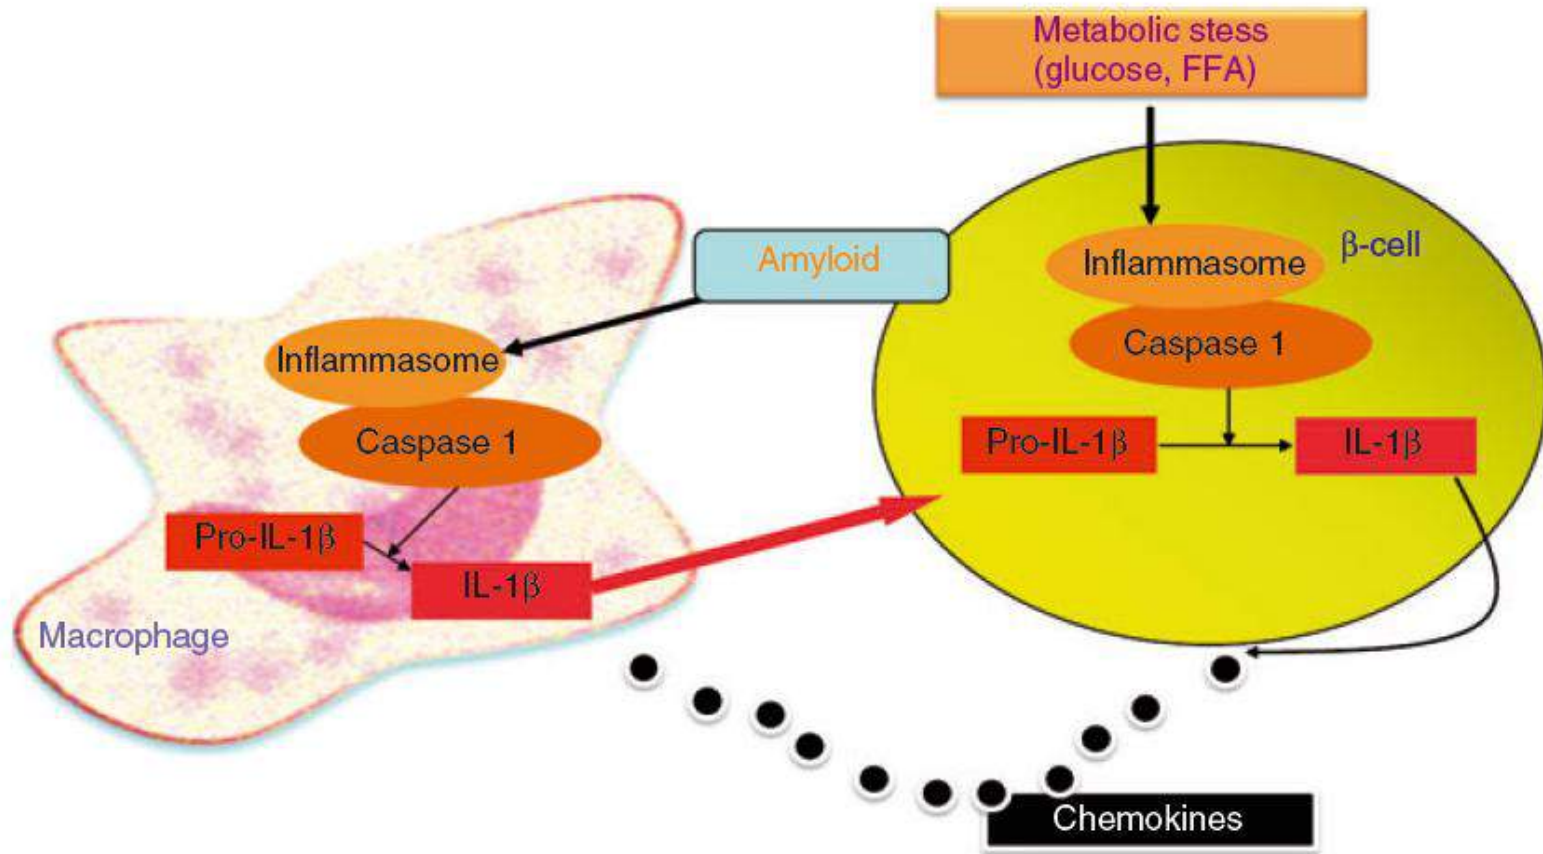 Metabolic stess
(glucose, FFA)
Amyloid
Inflammasome
β-cell
Caspase 1
Pro-IL-1β
IL-1β
Inflammasome
Caspase 1
Pro-IL-1β
IL-1β
Macrophage
Chemokines